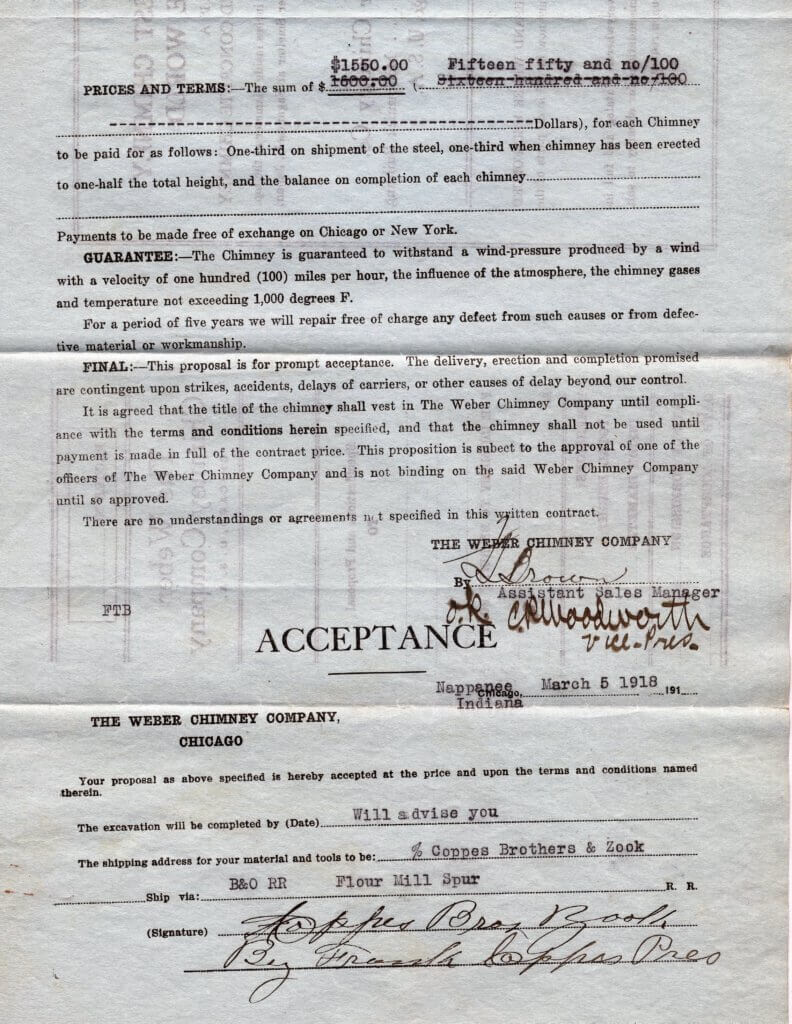 $1550.00 Fifteen fifty and no/100
PRICES AND TERMS:—The sum of $ 1600.00 ( Sixteen hundred and no/100
Dollars), for each Chimney
to be paid for as follows: One-third on shipment of the steel, one-third when chimney has been erected
to one-half the total height, and the balance on completion of each chimney
Payments to be made free of exchange on Chicago or New York.
GUARANTEE:—The Chimney is guaranteed to withstand a wind-pressure produced by a wind
with a velocity of one hundred (100) miles per hour, the influence of the atmosphere, the chimney gases
and temperature not exceeding 1,000 degrees F.
For a period of five years we will repair free of charge any defect from such causes or from defec-
tive material or workmanship.
FINAL:—This proposal is for prompt acceptance. The delivery, erection and completion promised
are contingent upon strikes, accidents, delays of carriers, or other causes of delay beyond our control.
It is agreed that the title of the chimney shall vest in The Weber Chimney Company until compli-
ance with the terms and conditions herein specified, and that the chimney shall not be used until
payment is made in full of the contract price. This proposition is subect to the approval of one of the
officers of The Weber Chimney Company and is not binding on the said Weber Chimney Company
until so approved.
There are no understandings or agreements not specified in this written contract.
THE WEBER CHIMNEY COMPANY
By Brown
Assistant Sales Manager
FTB
O.K. C R Woodworth
Vice-Pres.
ACCEPTANCE
Nappanee Chicago, March 5 1918 191
Indiana
THE WEBER CHIMNEY COMPANY,
CHICAGO
Your proposal as above specified is hereby accepted at the price and upon the terms and conditions named
therein.
The excavation will be completed by (Date) Will advise you
The shipping address for your material and tools to be: % Coppes Brothers & Zook
Ship via: B&O RR Flour Mill Spur R. R.
(Signature) Coppes Bros Zook
By Frank Coppes Pres